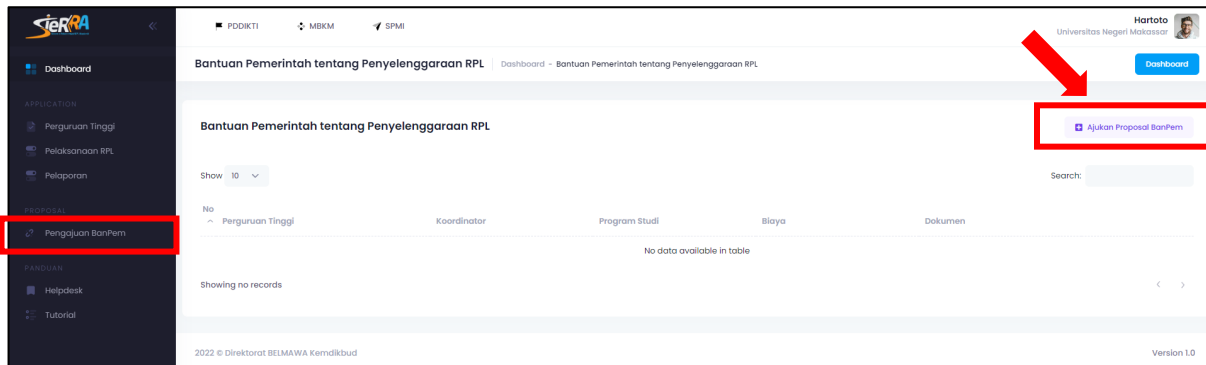 SIERRA
PDDIKTI MBKM SPMI
Hartoto
Universitas Negeri Makassar
Dashboard
Bantuan Pemerintah tentang Penyelenggaraan RPL Dashboard - Bantuan Pemerintah tentang Penyelenggaraan RPL
Dashboard
APPLICATION
Perguruan Tinggi
Pelaksanaan RPL
Pelaporan
PROPOSAL
Pengajuan BanPem
PANDUAN
Helpdesk
Tutorial
Bantuan Pemerintah tentang Penyelenggaraan RPL
Ajukan Proposal BanPem
Show 10
Search:
No
Perguruan Tinggi Koordinator Program Studi Biaya Dokumen
No data available in table
Showing no records
2022 © Direktorat BELMAWA Kemdikbud
Version 1.0